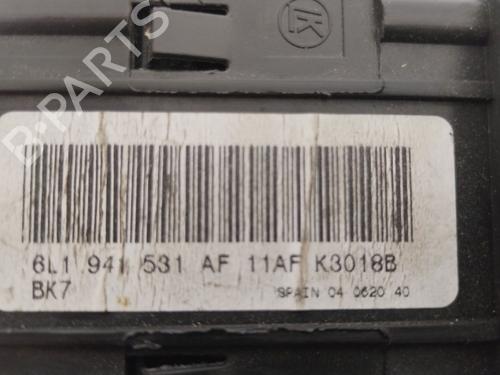 B-PARTS
6L1 941 531 AF 11AF K3018B
BK7
SPAIN 04 0620 40